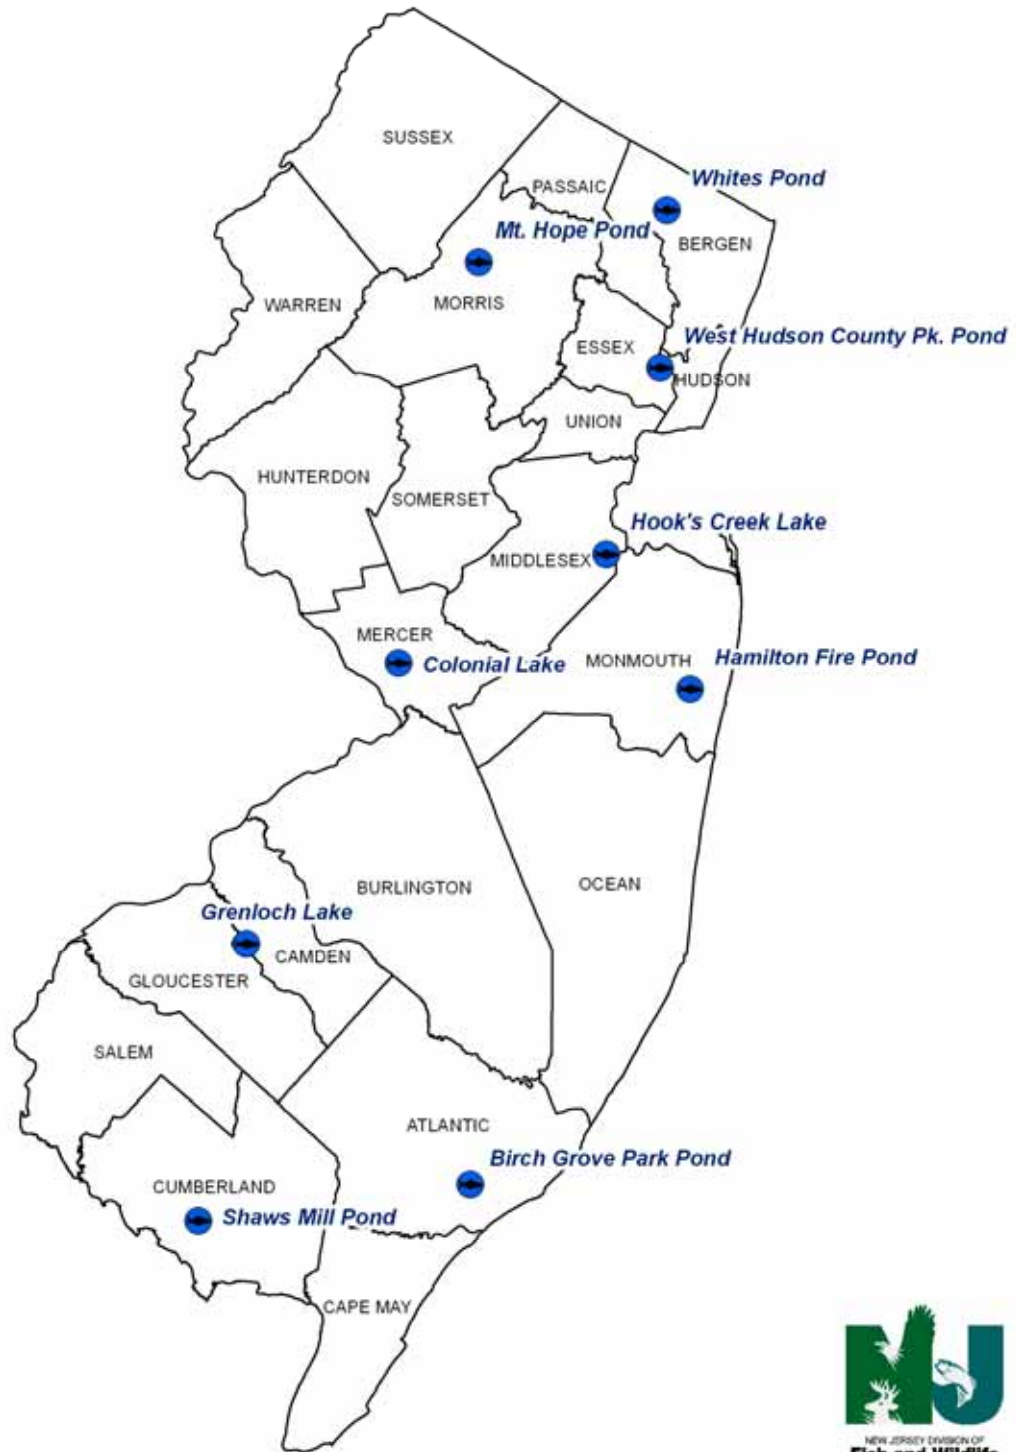 SUSSEX
PASSAIC
Whites Pond
Mt. Hope Pond
BERGEN
WARREN
MORRIS
ESSEX
West Hudson County Pk. Pond
HUDSON
UNION
HUNTERDON
SOMERSET
Hook's Creek Lake
MIDDLESEX
MERCER
Colonial Lake
MONMOUTH
Hamilton Fire Pond
BURLINGTON
OCEAN
Grenloch Lake
CAMDEN
GLOUCESTER
SALEM
ATLANTIC
Birch Grove Park Pond
CUMBERLAND
Shaws Mill Pond
CAPE MAY
NJ
NEW JERSEY DIVISION OF
Fish and Wildlife